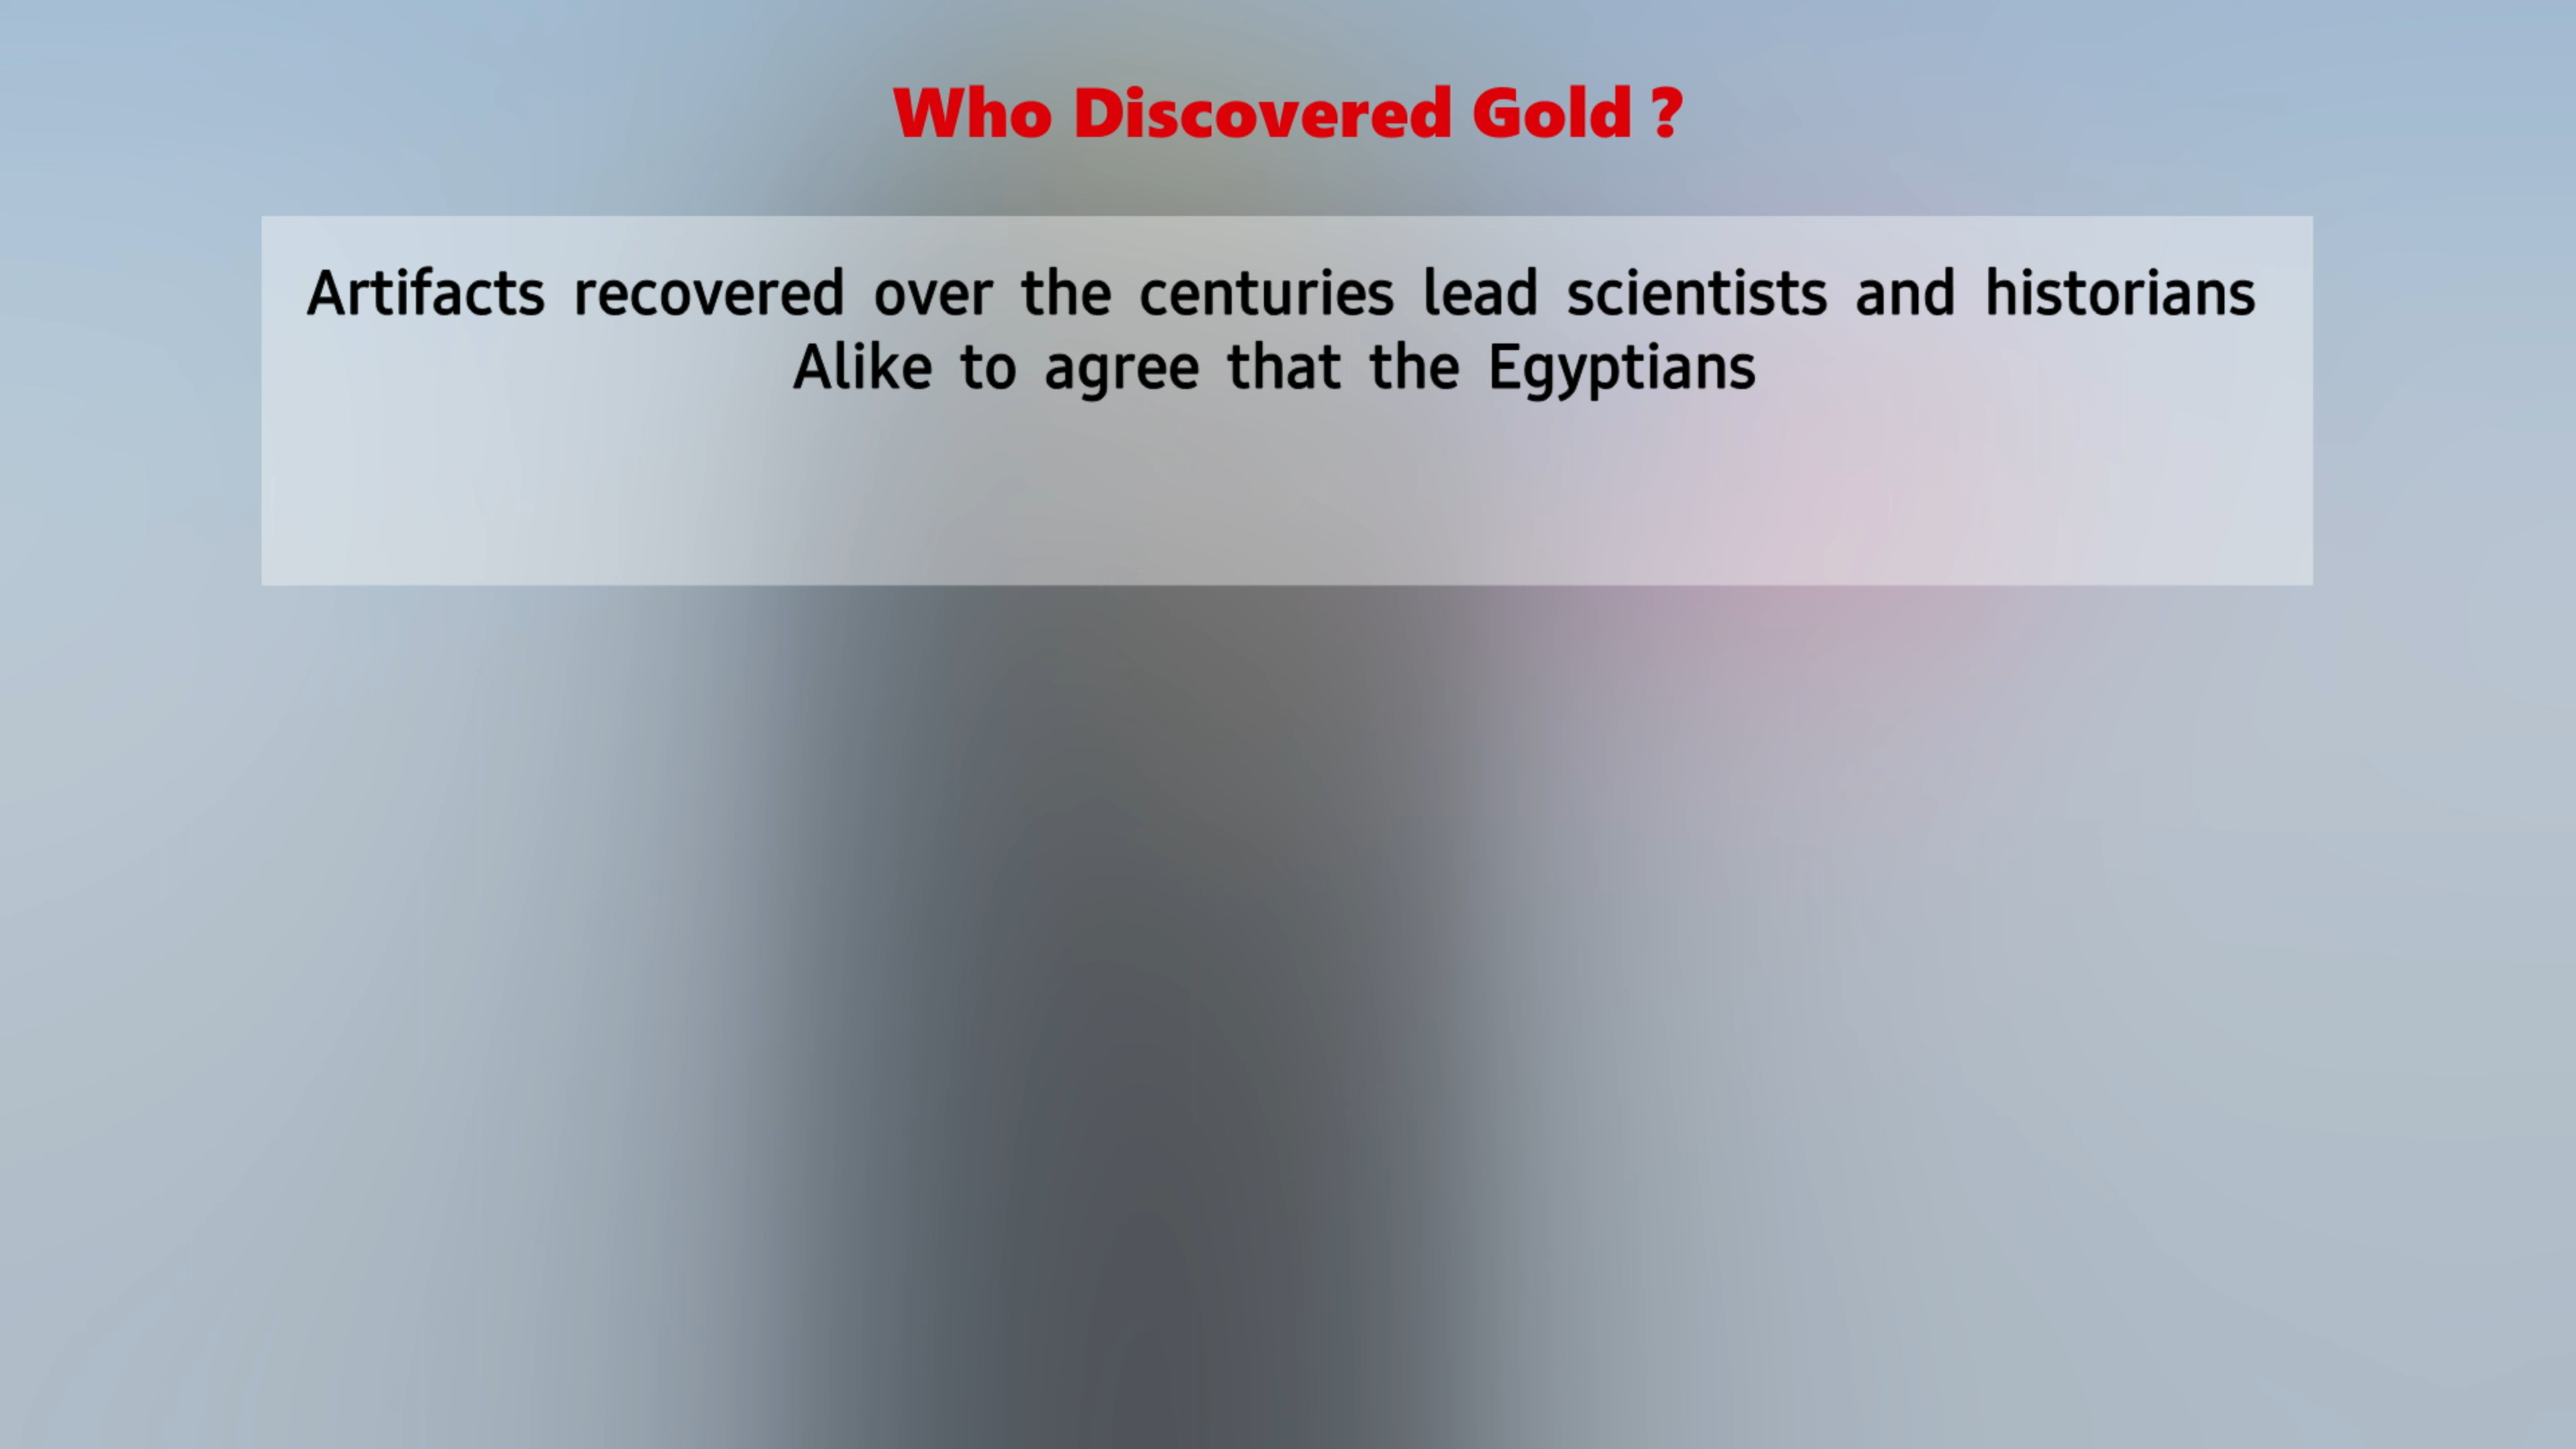 Who Discovered Gold ?
Artifacts recovered over the centuries lead scientists and historians
Alike to agree that the Egyptians